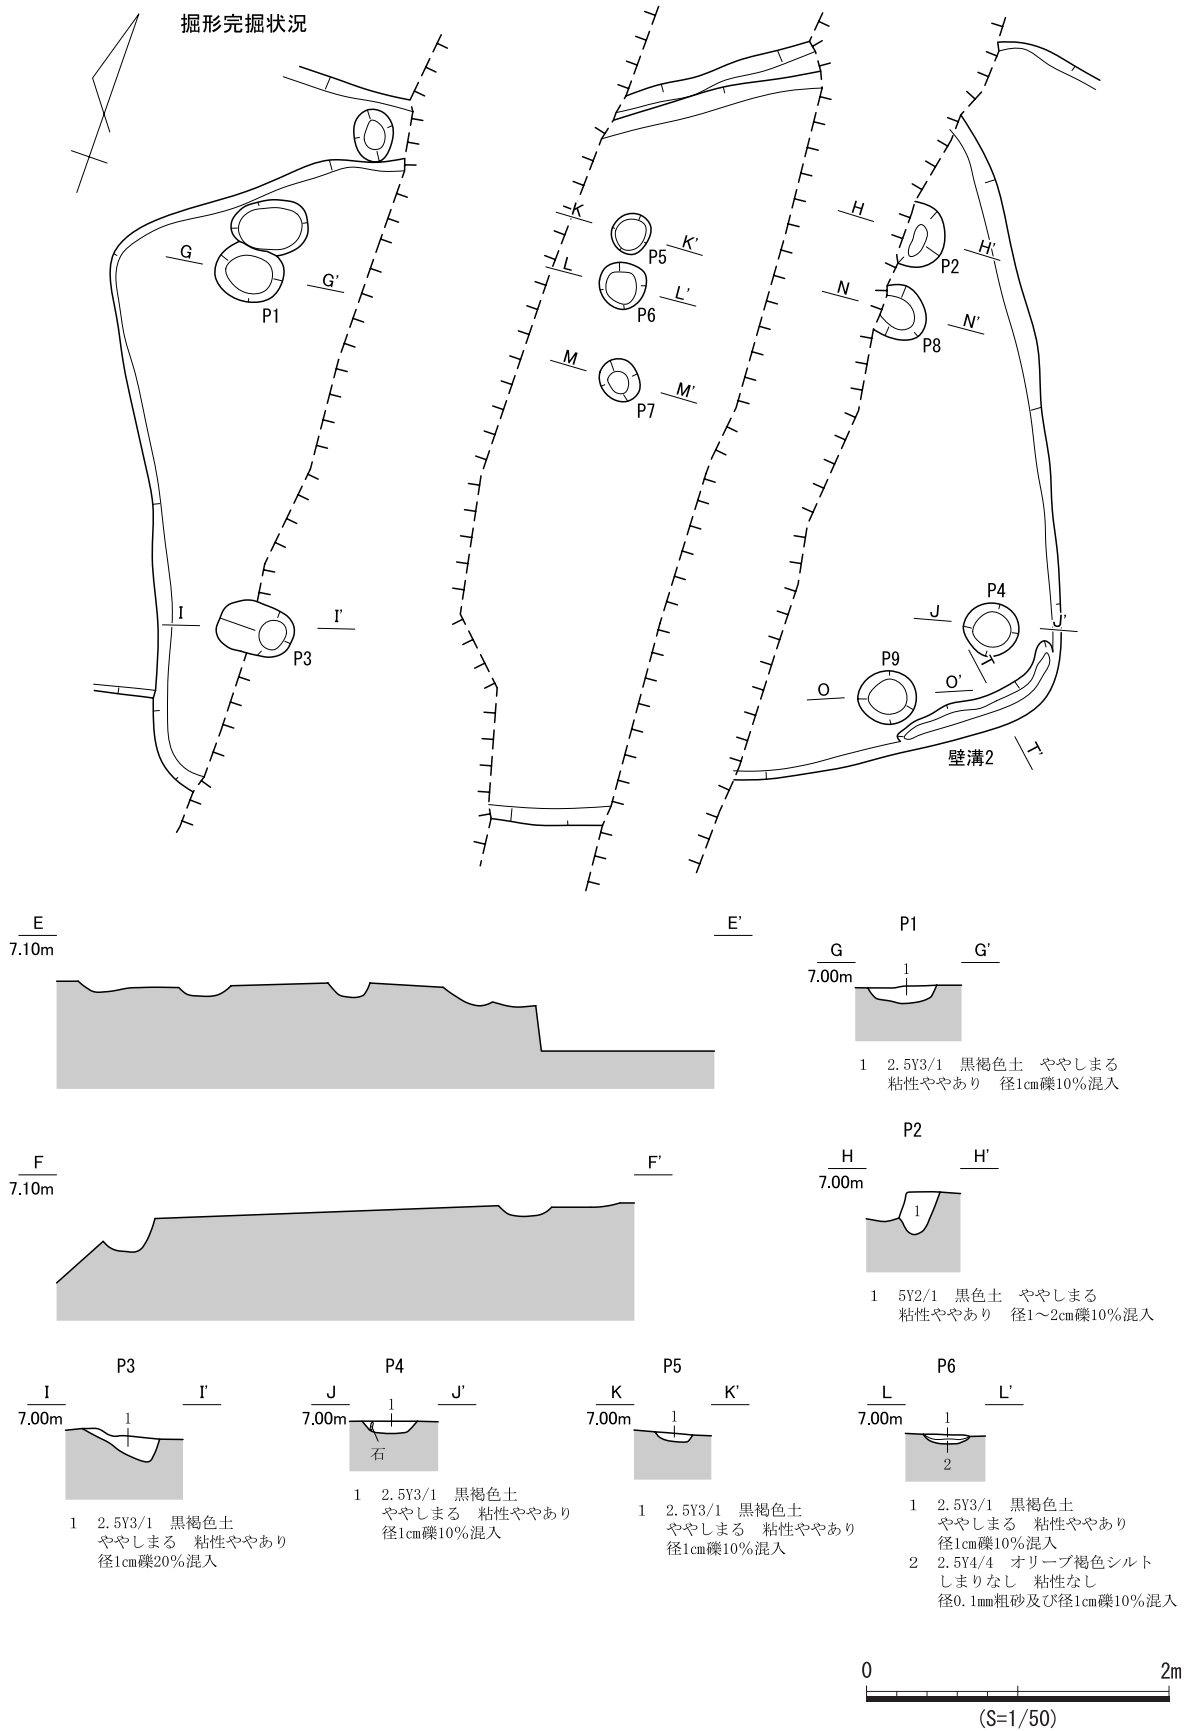 掘形完掘状況
K
H
G
K'
P5
H'
P2
L
G'
P1
L'
P6
N
N'
P8
M
M'
P7
I
I'
P3
J
P4
J'
P9
T
O
O'
壁溝2
T'
E
7.10m
E'
P1
G
7.00m
G'
1
1 2.5Y3/1 黒褐色土 ややしまる
粘性ややあり 径1cm礫10%混入
F
7.10m
F'
P2
H
7.00m
H'
1
1 5Y2/1 黒色土 ややしまる
粘性ややあり 径1～2cm礫10%混入
P3
I
7.00m
I'
1
1 2.5Y3/1 黒褐色土
ややしまる 粘性ややあり
径1cm礫20%混入
P4
J
7.00m
J'
1
石
1 2.5Y3/1 黒褐色土
ややしまる 粘性ややあり
径1cm礫10%混入
P5
K
7.00m
K'
1
1 2.5Y3/1 黒褐色土
ややしまる 粘性ややあり
径1cm礫10%混入
P6
L
7.00m
L'
1
2
1 2.5Y3/1 黒褐色土
ややしまる 粘性ややあり
径1cm礫10%混入
2 2.5Y4/4 オリーブ褐色シルト
しまりなし 粘性なし
径0.1mm粗砂及び径1cm礫10%混入
0 2m
(S=1/50)